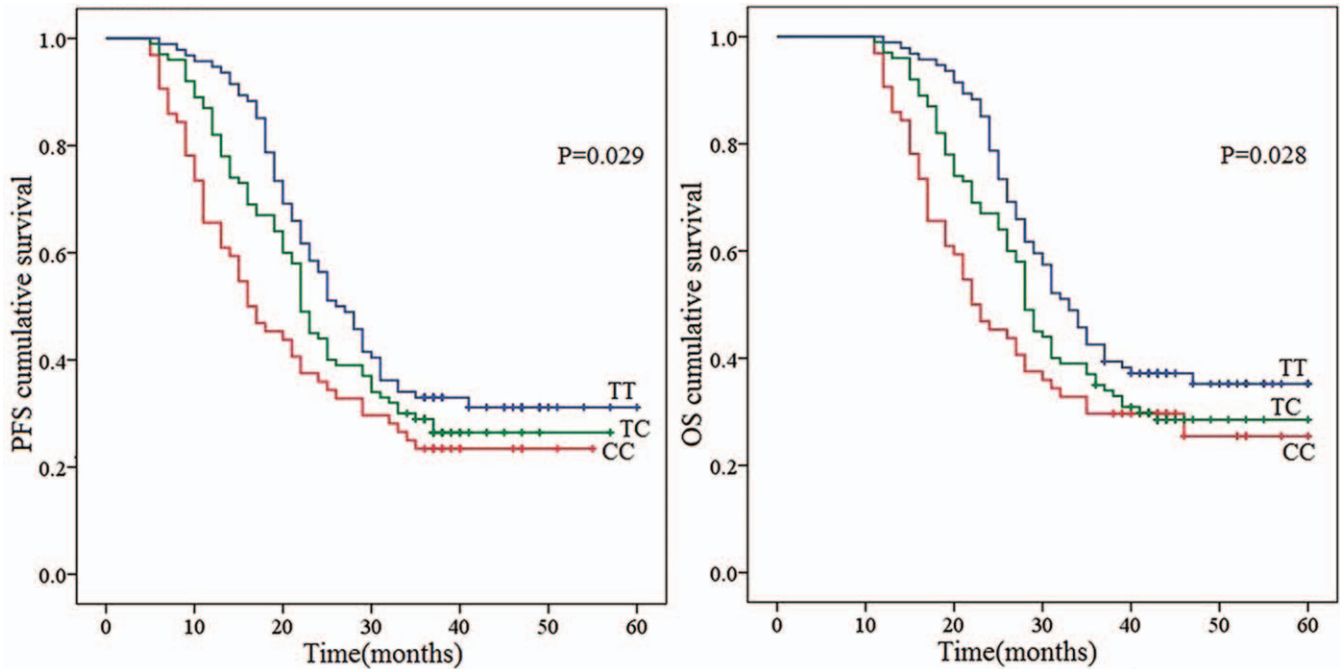 PFS cumulative survival
1.0
0.8
0.6
0.4
0.2
0.0
P=0.029
TT
TC
CC
0 10 20 30 40 50 60
Time(months)
OS cumulative survival
1.0
0.8
0.6
0.4
0.2
0.0
P=0.028
TT
TC
CC
0 10 20 30 40 50 60
Time(months)